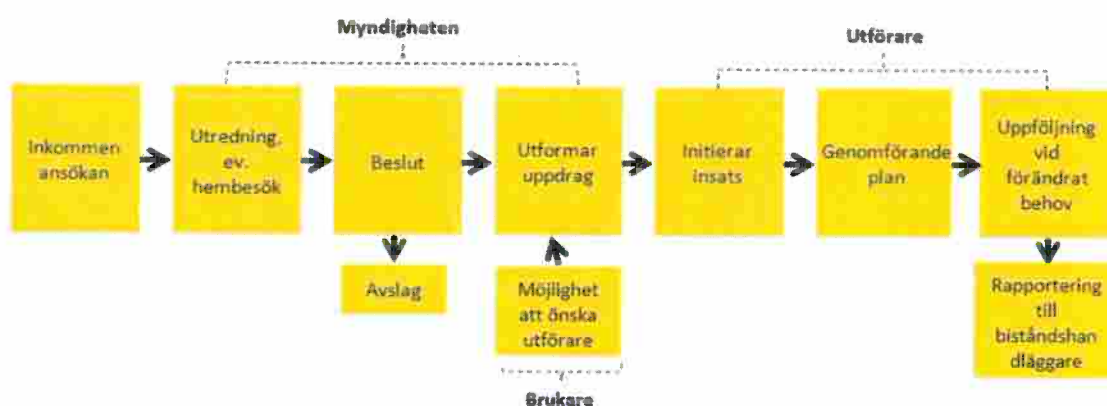 Myndigheten
Utförare
Inkommen
ansökan
Utredning,
ev.
hembesök
Beslut
Utformar
uppdrag
Initierar
insats
Genomförande
plan
Uppföljning
vid
förändrat
behov
Avslag
Möjlighet
att önska
utförare
Rapportering
till
biståndshan
dläggare
Brukare